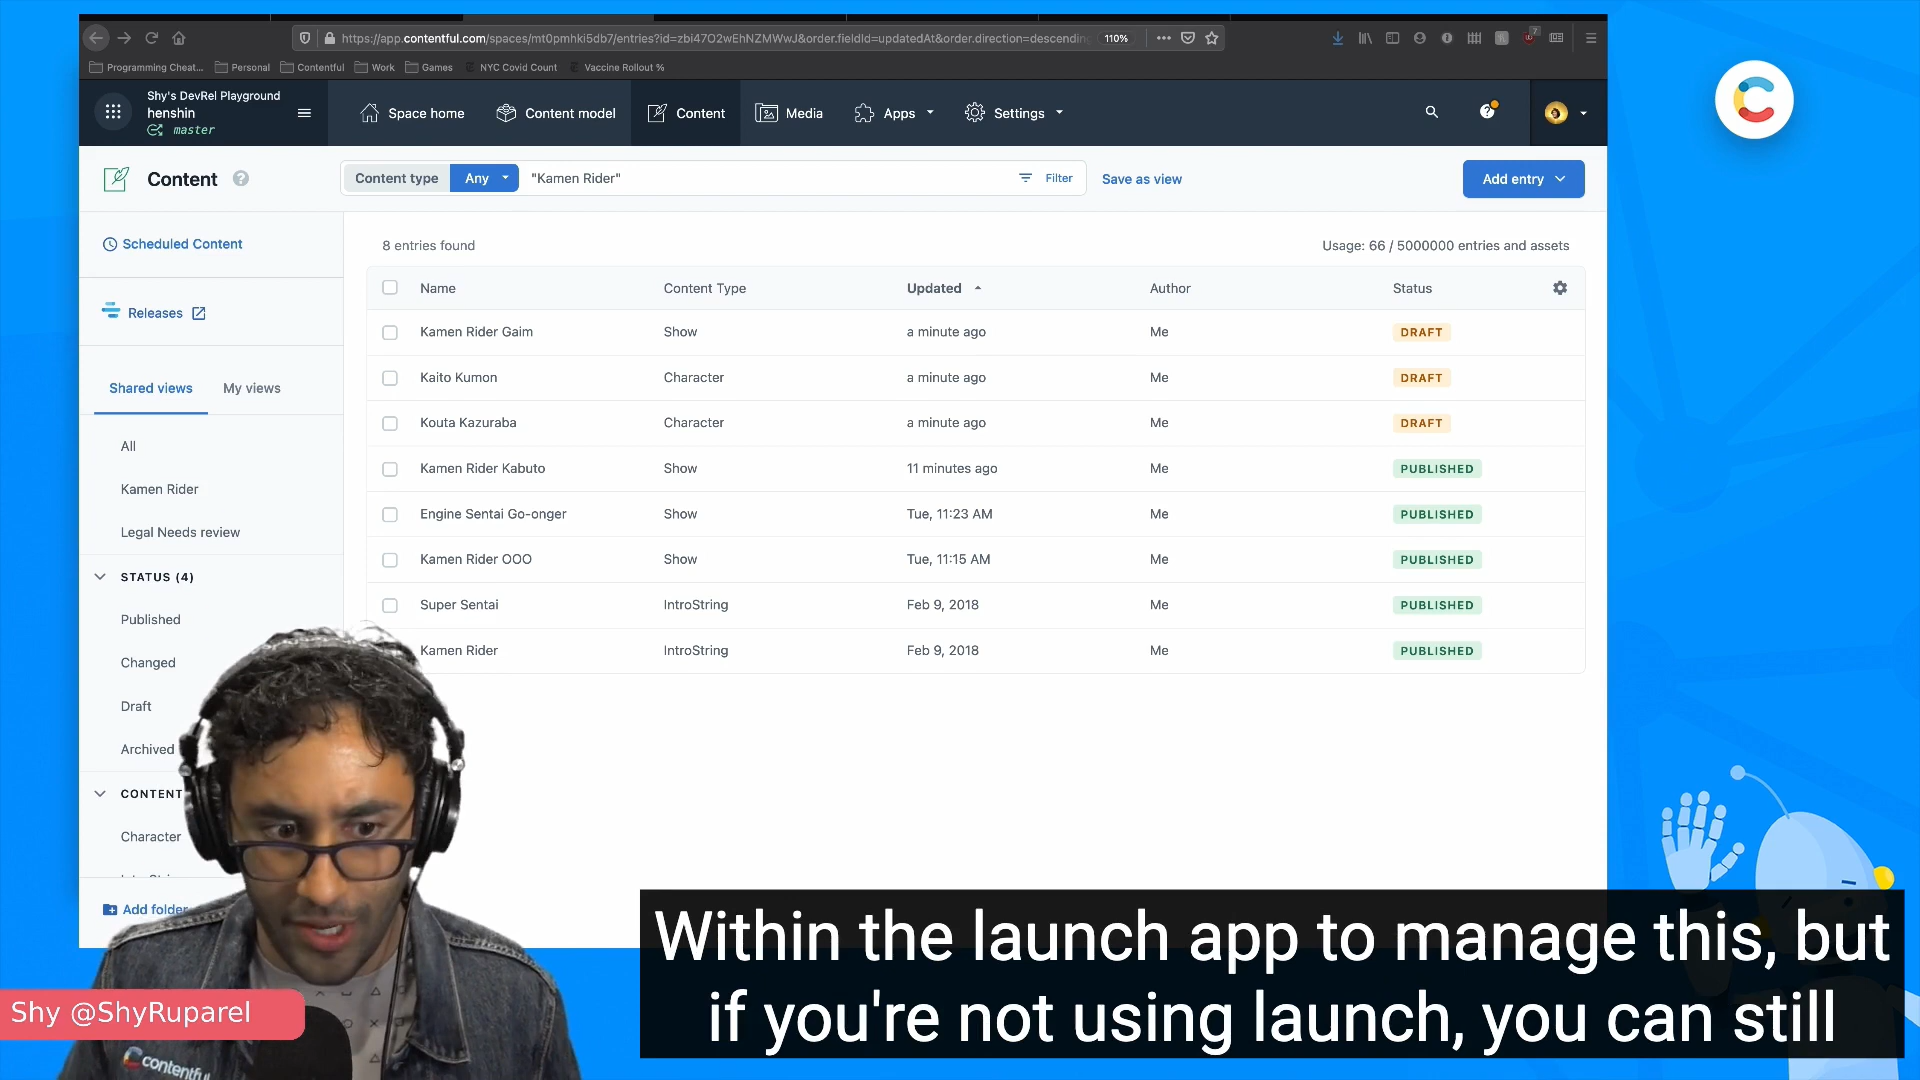 https://app.contentful.com/spaces/mt0pmhki5db7/entries?id=zbi47O2wEhNZMWwJ&order.fieldId=updatedAt&order.direction=descending
110%
7
Programming Cheat...
Personal
Contentful
Work
Games
NYC Covid Count
Vaccine Rollout %
Shy's DevRel Playground
henshin
master
Space home
Content model
Content
Media
Apps
Settings
Content
Content type
Any
"Kamen Rider"
Filter
Save as view
Add entry
Scheduled Content
Releases
Shared views
My views
All
Kamen Rider
Legal Needs review
STATUS (4)
Published
Changed
Draft
Archived
CONTENT
Character
Add folder
8 entries found
Usage: 66 / 5000000 entries and assets
Name Content Type Updated Author Status
Kamen Rider Gaim Show a minute ago Me DRAFT
Kaito Kumon Character a minute ago Me DRAFT
Kouta Kazuraba Character a minute ago Me DRAFT
Kamen Rider Kabuto Show 11 minutes ago Me PUBLISHED
Engine Sentai Go-onger Show Tue, 11:23 AM Me PUBLISHED
Kamen Rider OOO Show Tue, 11:15 AM Me PUBLISHED
Super Sentai IntroString Feb 9, 2018 Me PUBLISHED
Kamen Rider IntroString Feb 9, 2018 Me PUBLISHED
Within the launch app to manage this, but
if you're not using launch, you can still
Shy @ShyRuparel
contentful